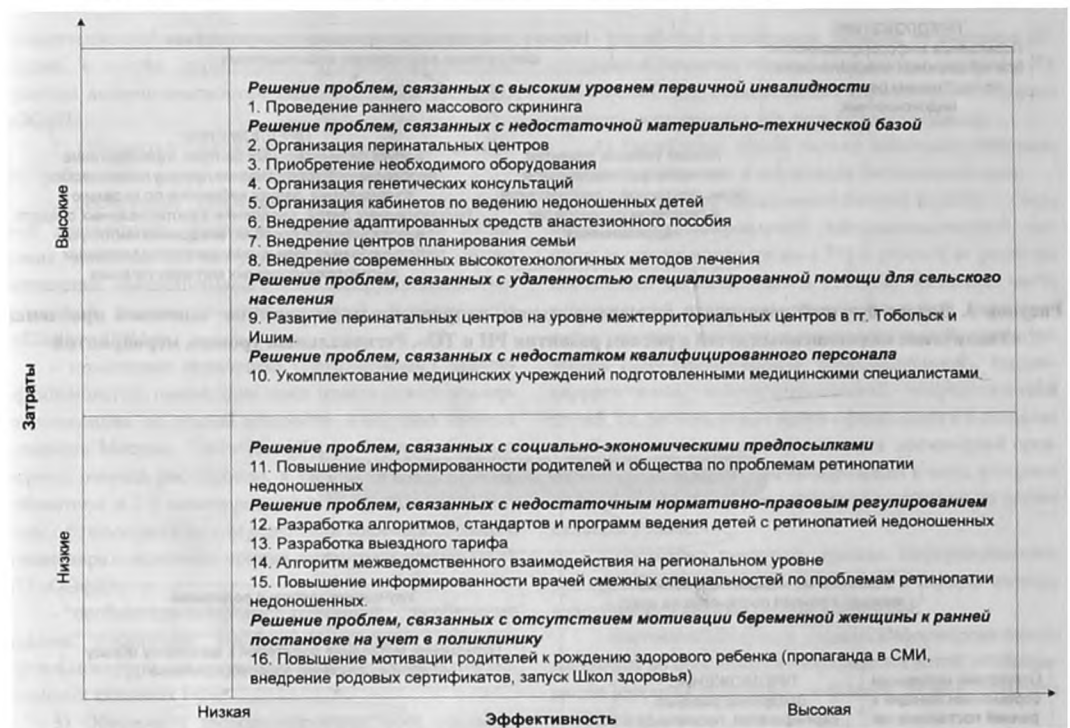 Решение проблем, связанных с высоким уровнем первичной инвалидности
1. Проведение раннего массового скрининга
Решение проблем, связанных с недостаточной материально-технической базой
2. Организация перинатальных центров
3. Приобретение необходимого оборудования
4. Организация генетических консультаций
5. Организация кабинетов по ведению недоношенных детей
6. Внедрение адаптированных средств анастезионного пособия
7. Внедрение центров планирования семьи
8. Внедрение современных высокотехнологичных методов лечения
Решение проблем, связанных с удаленностью специализированной помощи для сельского
населения
9. Развитие перинатальных центров на уровне межтерриториальных центров в гг. Тобольск и
Ишим.
Решение проблем, связанных с недостатком квалифицированного персонала
10. Укомплектование медицинских учреждений подготовленными медицинскими специалистами
Высокие
Затраты
Решение проблем, связанных с социально-экономическими предпосылками
11. Повышение информированности родителей и общества по проблемам ретинопатии
недоношенных
Решение проблем, связанных с недостаточным нормативно-правовым регулированием
12. Разработка алгоритмов, стандартов и программ ведения детей с ретинопатией недоношенных
13. Разработка выездного тарифа
14. Алгоритм межведомственного взаимодействия на региональном уровне
15. Повышение информированности врачей смежных специальностей по проблемам ретинопатии
недоношенных.
Решение проблем, связанных с отсутствием мотивации беременной женщины к ранней
постановке на учет в поликлинику
16. Повышение мотивации родителей к рождению здорового ребенка (пропаганда в СМИ,
внедрение родовых сертификатов, запуск Школ здоровья)
Низкие
Низкая
Эффективность
Высокая